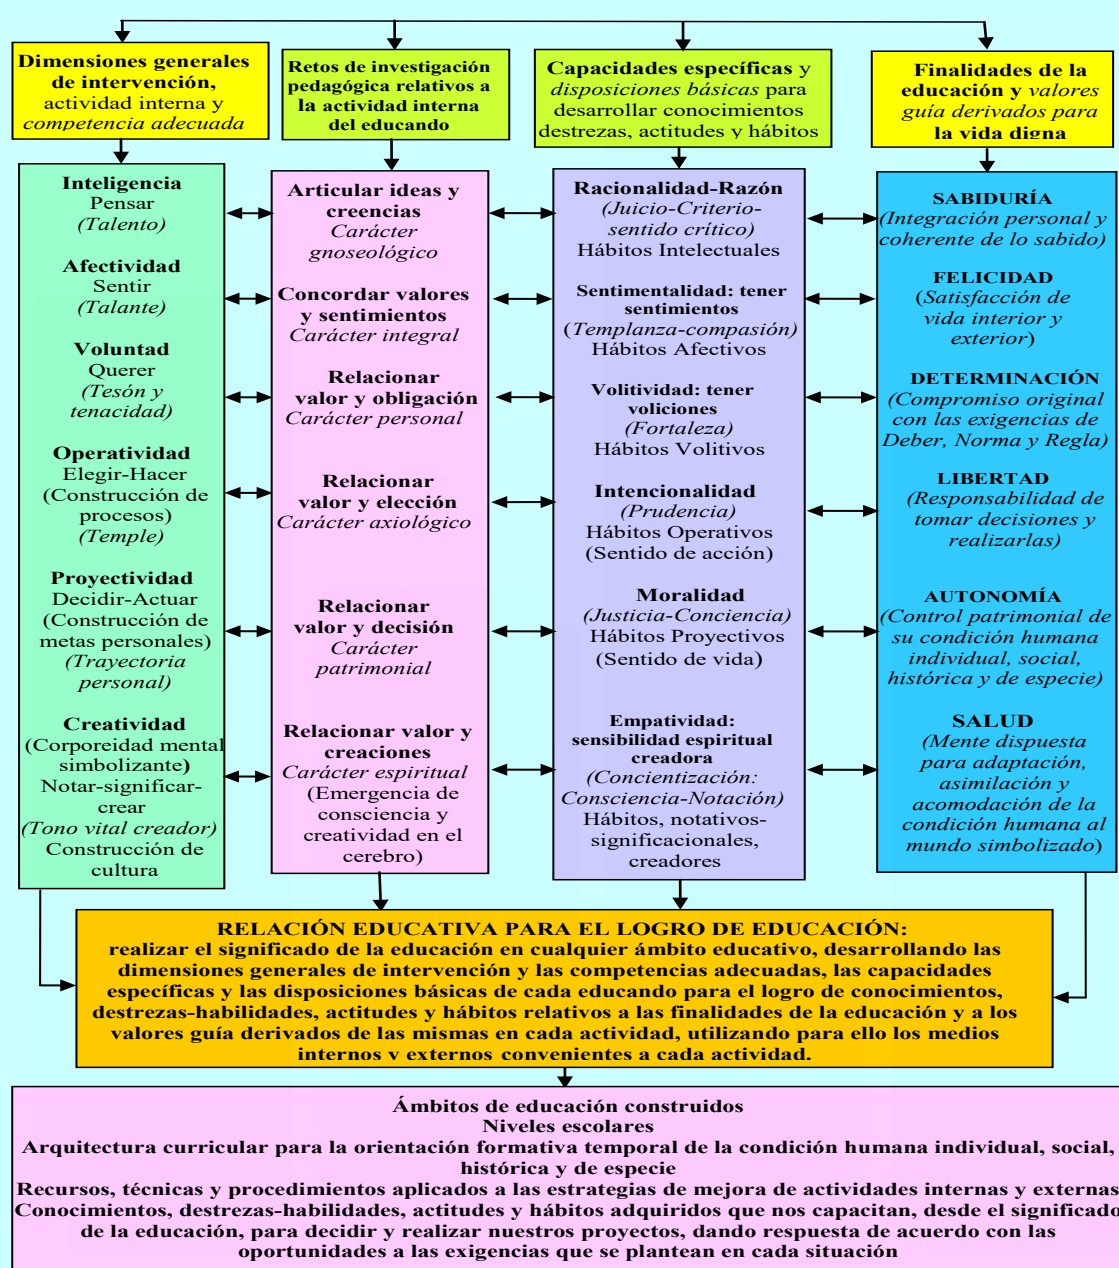 Dimensiones generales
de intervención,
actividad interna y
competencia adecuada
Retos de investigación
pedagógica relativos a
la actividad interna
del educando
Capacidades específicas y
disposiciones básicas para
desarrollar conocimientos
destrezas, actitudes y hábitos
Finalidades de la
educación y valores
guía derivados para
la vida digna
Inteligencia
Pensar
(Talento)
Afectividad
Sentir
(Talante)
Voluntad
Querer
(Tesón y
tenacidad)
Operatividad
Elegir-Hacer
(Construcción de
procesos)
(Temple)
Proyectividad
Decidir-Actuar
(Construcción de
metas personales)
(Trayectoria
personal)
Creatividad
(Corporeidad mental
simbolizante)
Notar-significar-
crear
(Tono vital creador)
Construcción de
cultura
Articular ideas y
creencias
Carácter
gnoseológico
Concordar valores
y sentimientos
Carácter integral
Relacionar
valor y obligación
Carácter personal
Relacionar
valor y elección
Carácter axiológico
Relacionar
valor y decisión
Carácter
patrimonial
Relacionar valor y
creaciones
Carácter espiritual
(Emergencia de
consciencia y
creatividad en el
cerebro)
Racionalidad-Razón
(Juicio-Criterio-
sentido crítico)
Hábitos Intelectuales
Sentimentalidad: tener
sentimientos
(Templanza-compasión)
Hábitos Afectivos
Volitividad: tener
voliciones
(Fortaleza)
Hábitos Volitivos
Intencionalidad
(Prudencia)
Hábitos Operativos
(Sentido de acción)
Moralidad
(Justicia-Conciencia)
Hábitos Proyectivos
(Sentido de vida)
Empatividad:
sensibilidad espiritual
creadora
(Concientización:
Consciencia-Notación)
Hábitos, notativos-
significacionales,
creadores
SABIDURÍA
(Integración personal y
coherente de lo sabido)
FELICIDAD
(Satisfacción de
vida interior y
exterior)
DETERMINACIÓN
(Compromiso original
con las exigencias de
Deber, Norma y Regla)
LIBERTAD
(Responsabilidad de
tomar decisiones y
realizarlas)
AUTONOMÍA
(Control patrimonial de
su condición humana
individual, social,
histórica y de especie)
SALUD
(Mente dispuesta
para adaptación,
asimilación y
acomodación de la
condición humana al
mundo simbolizado)
RELACIÓN EDUCATIVA PARA EL LOGRO DE EDUCACIÓN:
realizar el significado de la educación en cualquier ámbito educativo, desarrollando las
dimensiones generales de intervención y las competencias adecuadas, las capacidades
específicas y las disposiciones básicas de cada educando para el logro de conocimientos,
destrezas-habilidades, actitudes y hábitos relativos a las finalidades de la educación y a los
valores guía derivados de las mismas en cada actividad, utilizando para ello los medios
internos y externos convenientes a cada actividad.
Ámbitos de educación construidos
Niveles escolares
Arquitectura curricular para la orientación formativa temporal de la condición humana individual, social,
histórica y de especie
Recursos, técnicas y procedimientos aplicados a las estrategias de mejora de actividades internas y externas
Conocimientos, destrezas-habilidades, actitudes y hábitos adquiridos que nos capacitan, desde el significado
de la educación, para decidir y realizar nuestros proyectos, dando respuesta de acuerdo con las
oportunidades a las exigencias que se plantean en cada situación